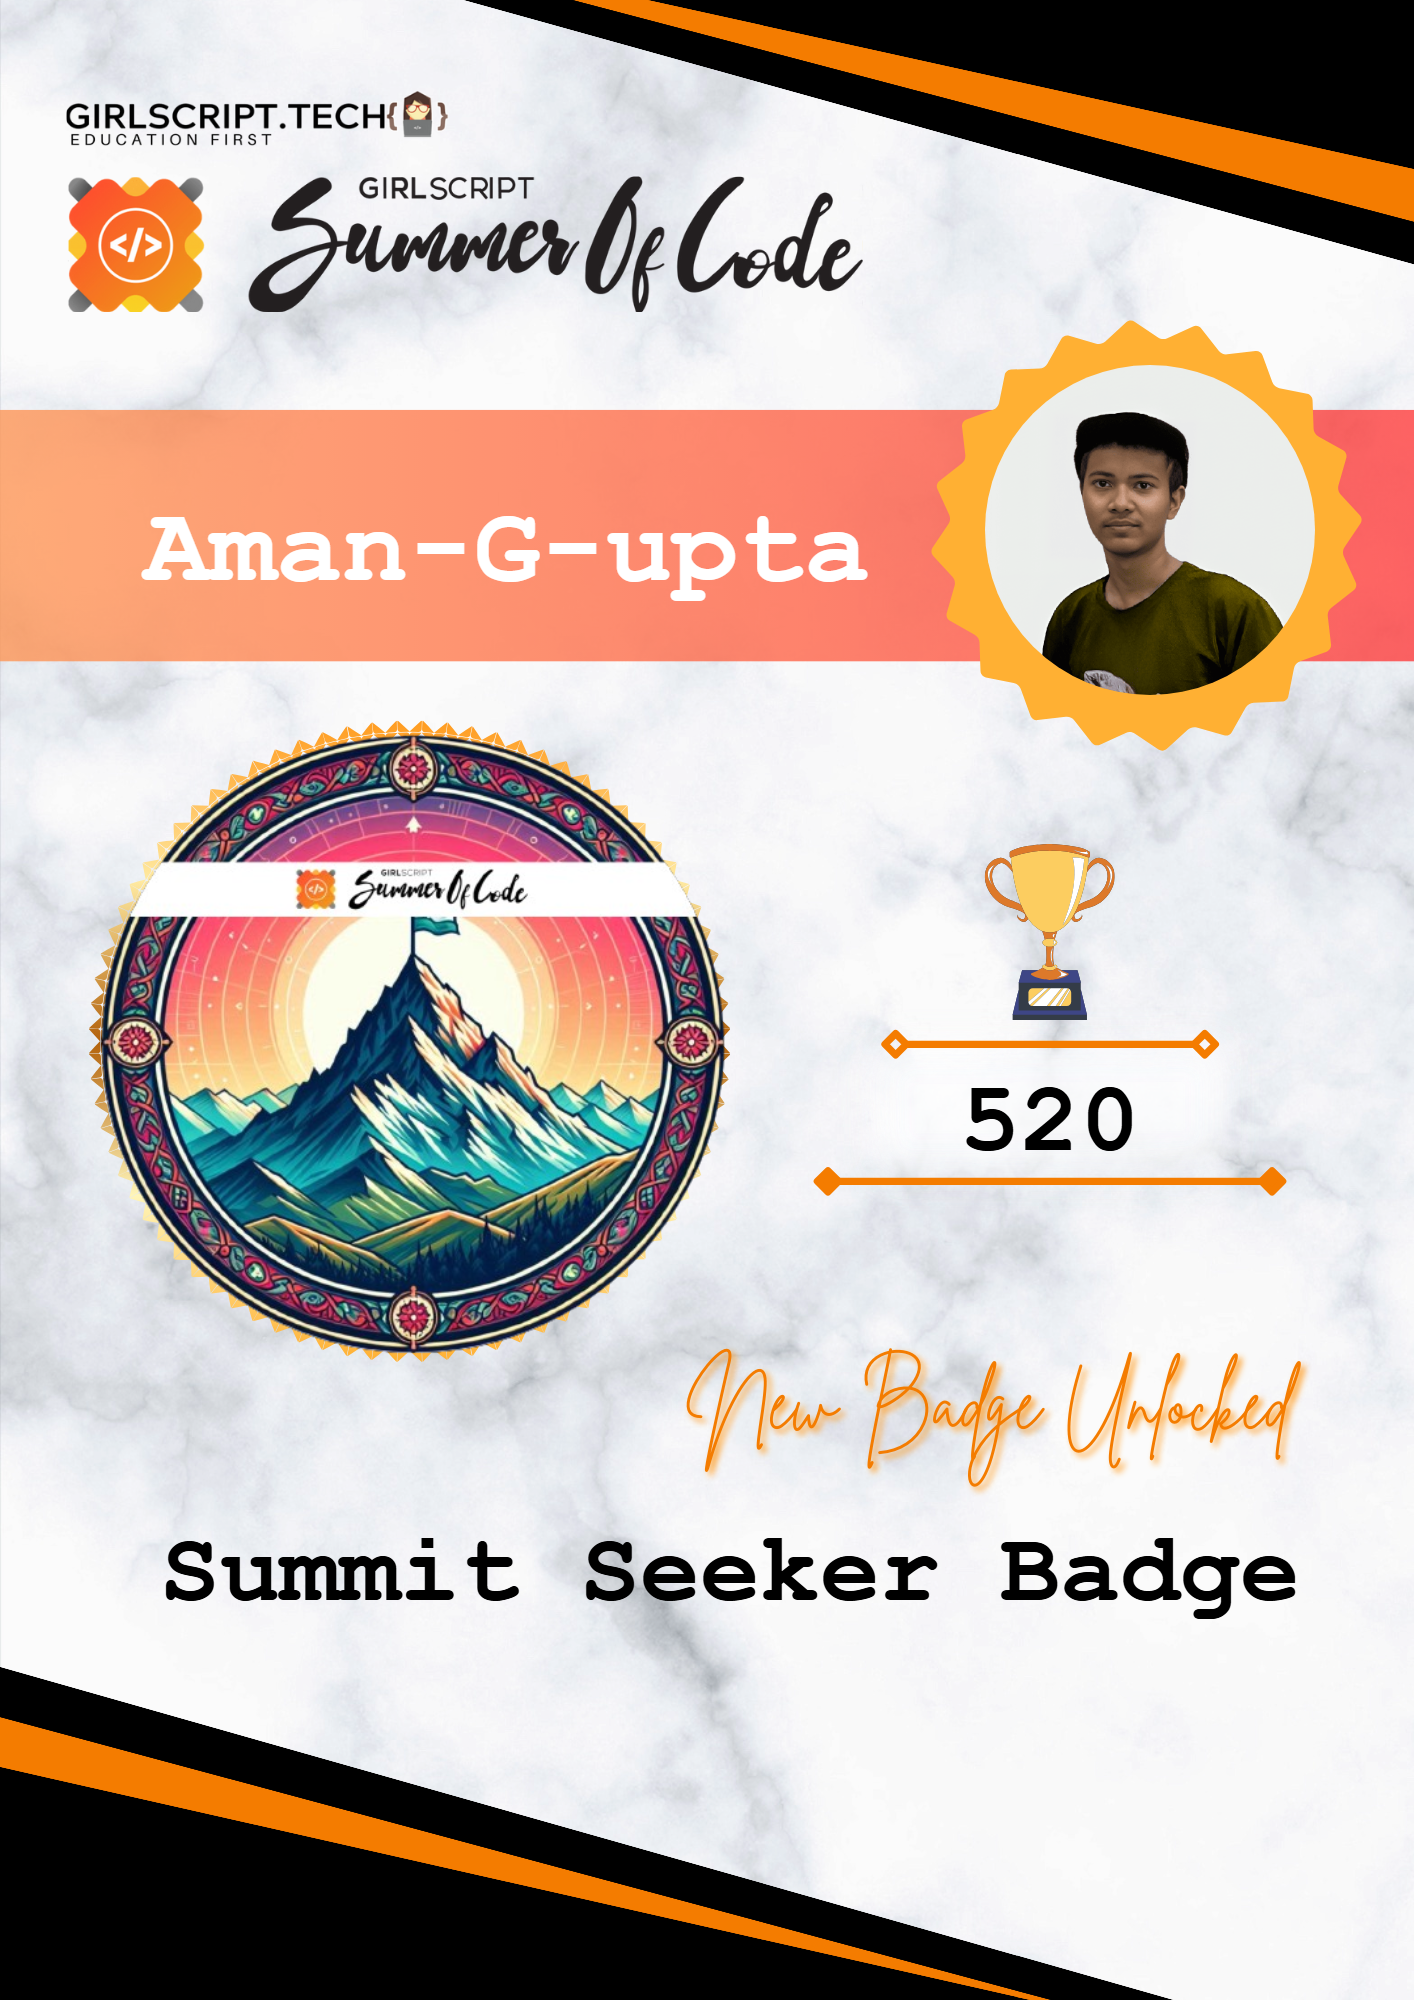 GIRLSCRIPT.TECH{ }
EDUCATION FIRST
GIRLSCRIPT
</> Summer Of Code
Aman-G-upta
GIRLSCRIPT
</> Summer Of Code
520
New Badge Unlocked
Summit Seeker Badge